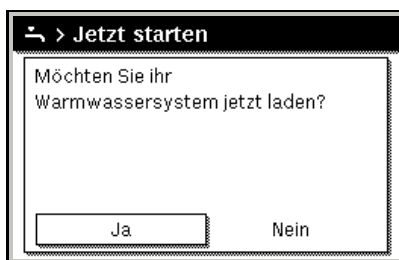 > Jetzt starten
Möchten Sie ihr
Warmwassersystem jetzt laden?
Ja
Nein